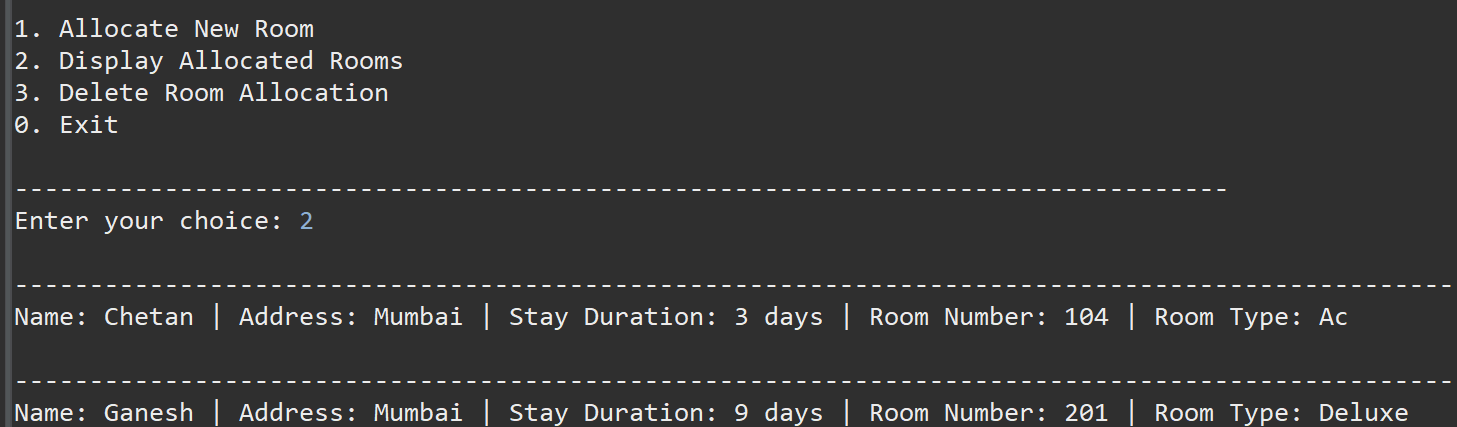 1. Allocate New Room
2. Display Allocated Rooms
3. Delete Room Allocation
0. Exit
---------------------------------------------------------------------------------
Enter your choice: 2
------------------------------------------------------------------------------------------------
Name: Chetan | Address: Mumbai | Stay Duration: 3 days | Room Number: 104 | Room Type: Ac
------------------------------------------------------------------------------------------------
Name: Ganesh | Address: Mumbai | Stay Duration: 9 days | Room Number: 201 | Room Type: Deluxe